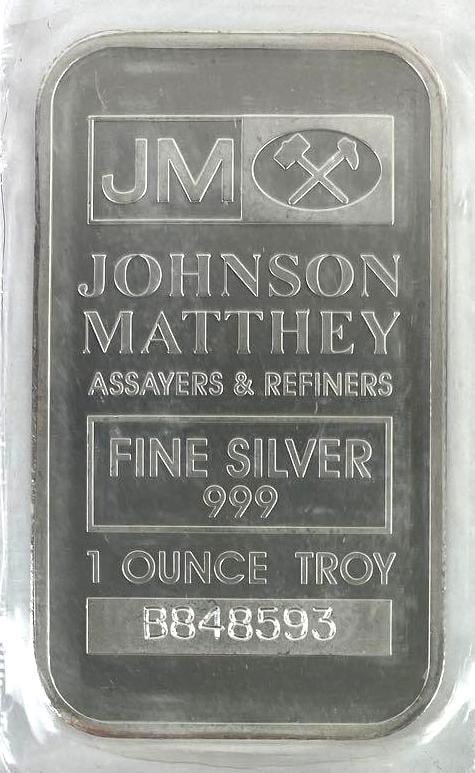 JM
JOHNSON
MATTHEY
ASSAYERS & REFINERS
FINE SILVER
999
1 OUNCE TROY
B848593